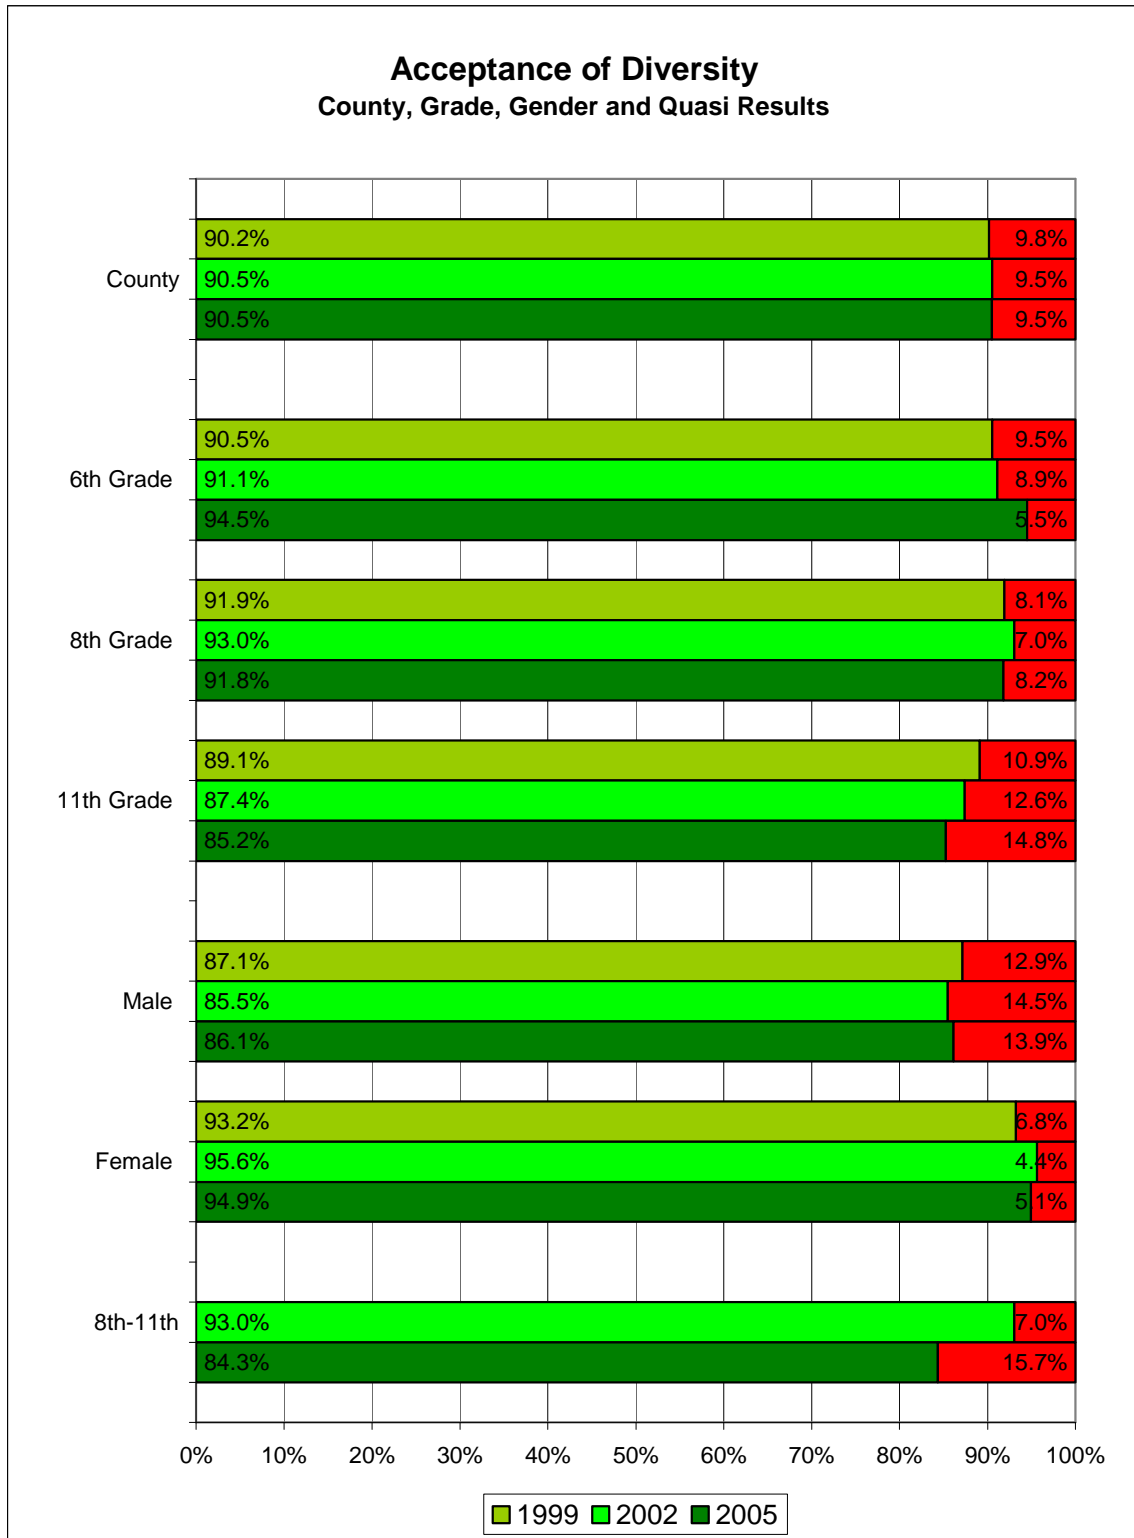 Acceptance of Diversity
County, Grade, Gender and Quasi Results
90.2% 9.8%
County 90.5% 9.5%
90.5% 9.5%
90.5% 9.5%
6th Grade 91.1% 8.9%
94.5% 5.5%
91.9% 8.1%
8th Grade 93.0% 7.0%
91.8% 8.2%
89.1% 10.9%
11th Grade 87.4% 12.6%
85.2% 14.8%
87.1% 12.9%
Male 85.5% 14.5%
86.1% 13.9%
93.2% 6.8%
Female 95.6% 4.4%
94.9% 5.1%
8th-11th 93.0% 7.0%
84.3% 15.7%
0% 10% 20% 30% 40% 50% 60% 70% 80% 90% 100%
1999 2002 2005